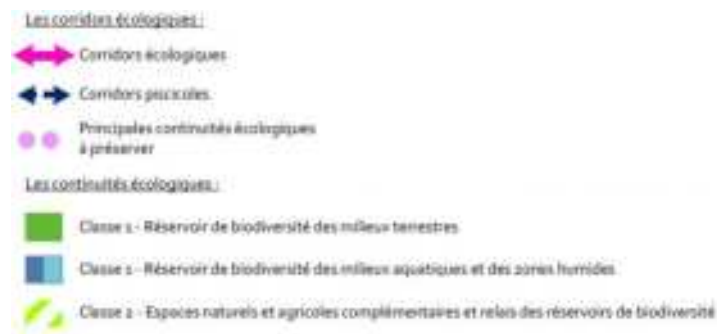 Les corridors écologiques :
Corridors écologiques
Corridors piscicoles
Principales continuités écologiques
à préserver
Les continuités écologiques :
Classe 1 - Réservoir de biodiversité des milieux terrestres
Classe 1 - Réservoir de biodiversité des milieux aquatiques et des zones humides
Classe 2 - Espaces naturels et agricoles complémentaires et relais des réservoirs de biodiversité